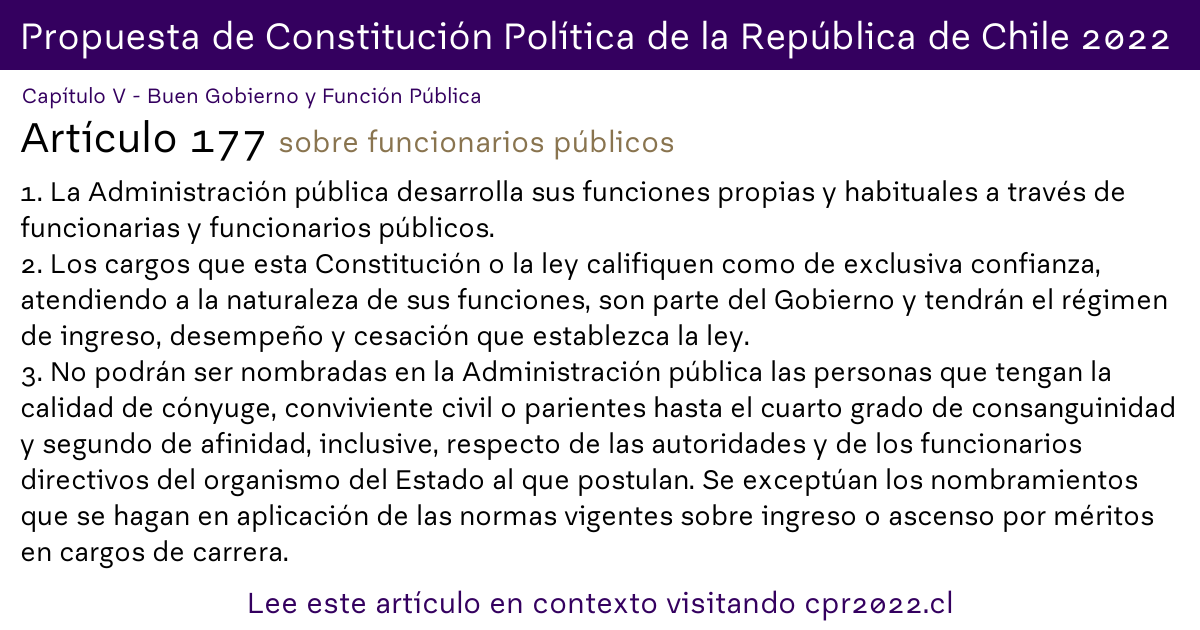 Propuesta de Constitución Política de la República de Chile 2022
Capítulo V - Buen Gobierno y Función Pública
Artículo 177 sobre funcionarios públicos
1. La Administración pública desarrolla sus funciones propias y habituales a través de
funcionarias y funcionarios públicos.
2. Los cargos que esta Constitución o la ley califiquen como de exclusiva confianza,
atendiendo a la naturaleza de sus funciones, son parte del Gobierno y tendrán el régimen
de ingreso, desempeño y cesación que establezca la ley.
3. No podrán ser nombradas en la Administración pública las personas que tengan la
calidad de cónyuge, conviviente civil o parientes hasta el cuarto grado de consanguinidad
y segundo de afinidad, inclusive, respecto de las autoridades y de los funcionarios
directivos del organismo del Estado al que postulan. Se exceptúan los nombramientos
que se hagan en aplicación de las normas vigentes sobre ingreso o ascenso por méritos
en cargos de carrera.
Lee este artículo en contexto visitando cpr2022.cl